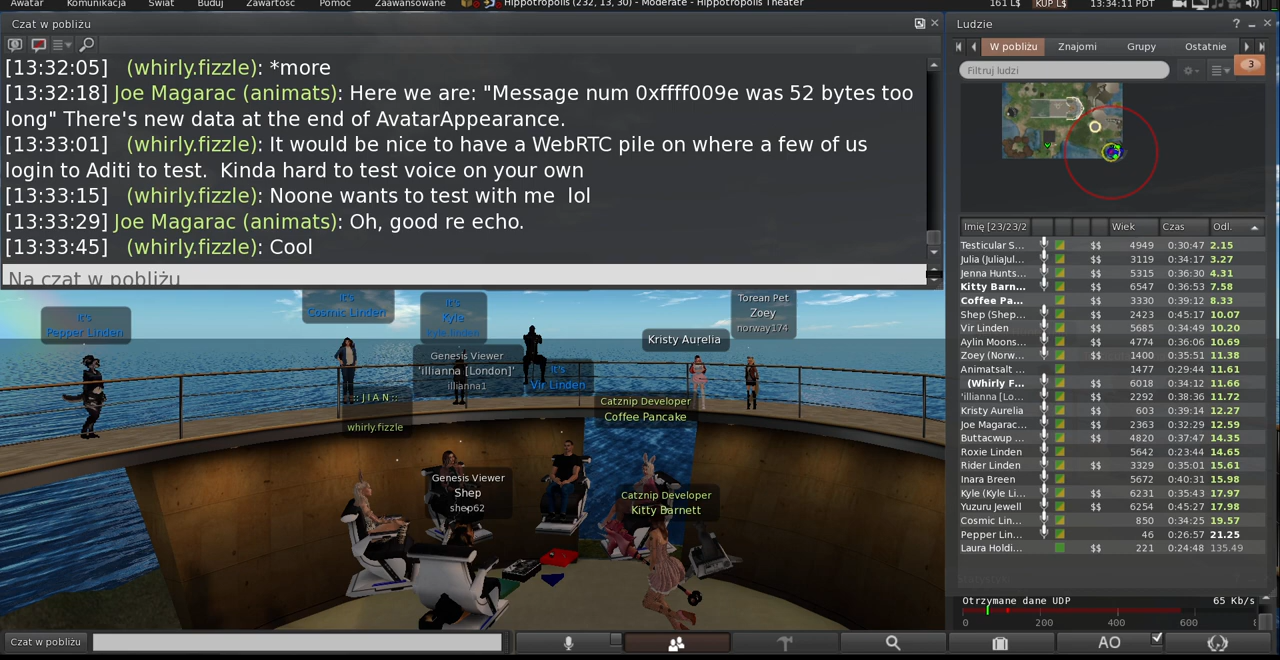 Awatar Komunikacja Świat Buduj Zawartość Pomoc Zaawansowane Hippotropolis (232, 13, 30) - Moderate - Hippotropolis Theater 161 L$ KUP L$ 13:34:11 PDT
Czat w pobliżu
[13:32:05] (whirly.fizzle): *more
[13:32:18] Joe Magarac (animats): Here we are: "Message num 0xffff009e was 52 bytes too
long" There's new data at the end of AvatarAppearance.
[13:33:01] (whirly.fizzle): It would be nice to have a WebRTC pile on where a few of us
login to Aditi to test. Kinda hard to test voice on your own
[13:33:15] (whirly.fizzle): Noone wants to test with me lol
[13:33:29] Joe Magarac (animats): Oh, good re echo.
[13:33:45] (whirly.fizzle): Cool
Na czat w pobliżu
It's
Pepper Linden
It's
Cosmic Linden
It's
Kyle
kyle.linden
Torean Pet
Zoey
norway174
Kristy Aurelia
Genesis Viewer
'illianna [London]'
illianna1
It's
Vir Linden
:: J I A N ::
whirly.fizzle
Catznip Developer
Coffee Pancake
Genesis Viewer
Shep
shep62
Catznip Developer
Kitty Barnett
Ludzie
W pobliżu Znajomi Grupy Ostatnie
Filtruj ludzi
3
Imię [23/23/2 Wiek Czas Odl.
Testicular S... $$ 4949 0:30:47 2.15
Julia (JuliaJul... $$ 3119 0:34:17 3.27
Jenna Hunts... $$ 5315 0:36:30 4.31
Kitty Barn... $$ 6547 0:36:53 7.58
Coffee Pa... $$ 3330 0:39:12 8.33
Shep (Shep... $$ 2423 0:45:17 10.07
Vir Linden $$ 5685 0:34:49 10.20
Aylin Moons... $$ 4774 0:36:06 10.69
Zoey (Norw... $$ 1400 0:35:51 11.38
Animatsalt ... 1477 0:29:44 11.61
(Whirly F... $$ 6018 0:34:12 11.66
'illianna [Lo... $$ 2292 0:38:36 11.72
Kristy Aurelia $$ 603 0:39:14 12.27
Joe Magarac... $$ 2363 0:32:29 12.59
Buttacwup ... $$ 4820 0:37:47 14.35
Roxie Linden 5642 0:23:44 14.65
Rider Linden $$ 3329 0:35:01 15.61
Inara Breen 5672 0:40:31 15.98
Kyle (Kyle Li... $$ 6231 0:35:43 17.97
Yuzuru Jewell $$ 6254 0:45:27 17.98
Cosmic Lin... 850 0:34:25 19.57
Pepper Lin... 46 0:26:57 21.25
Laura Holdi... $$ 221 0:24:48 135.49
Otrzymane dane UDP 65 Kb/s
0 200 400 600
Czat w pobliżu
AO